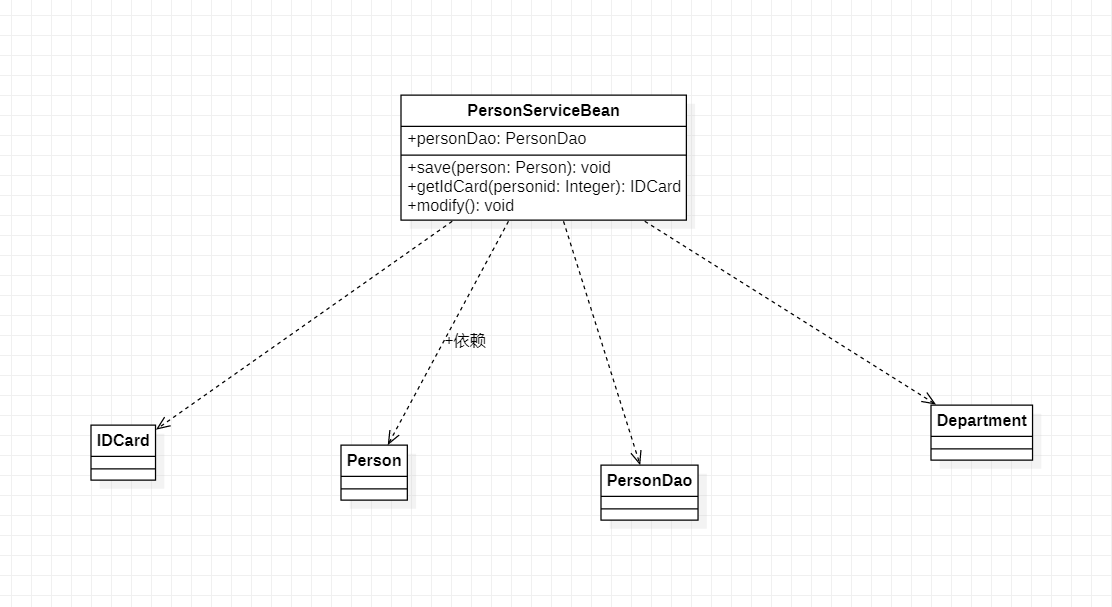 PersonServiceBean
+personDao: PersonDao
+save(person: Person): void
+getIdCard(personid: Integer): IDCard
+modify(): void
+依赖
IDCard
Person
PersonDao
Department